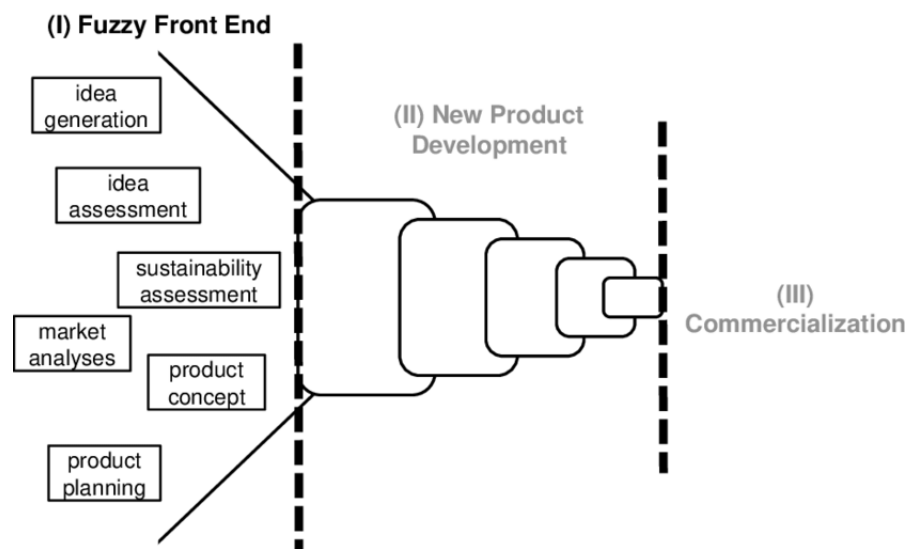 (I) Fuzzy Front End
idea
generation
idea
assessment
sustainability
assessment
market
analyses
product
concept
product
planning
(II) New Product
Development
(III)
Commercialization